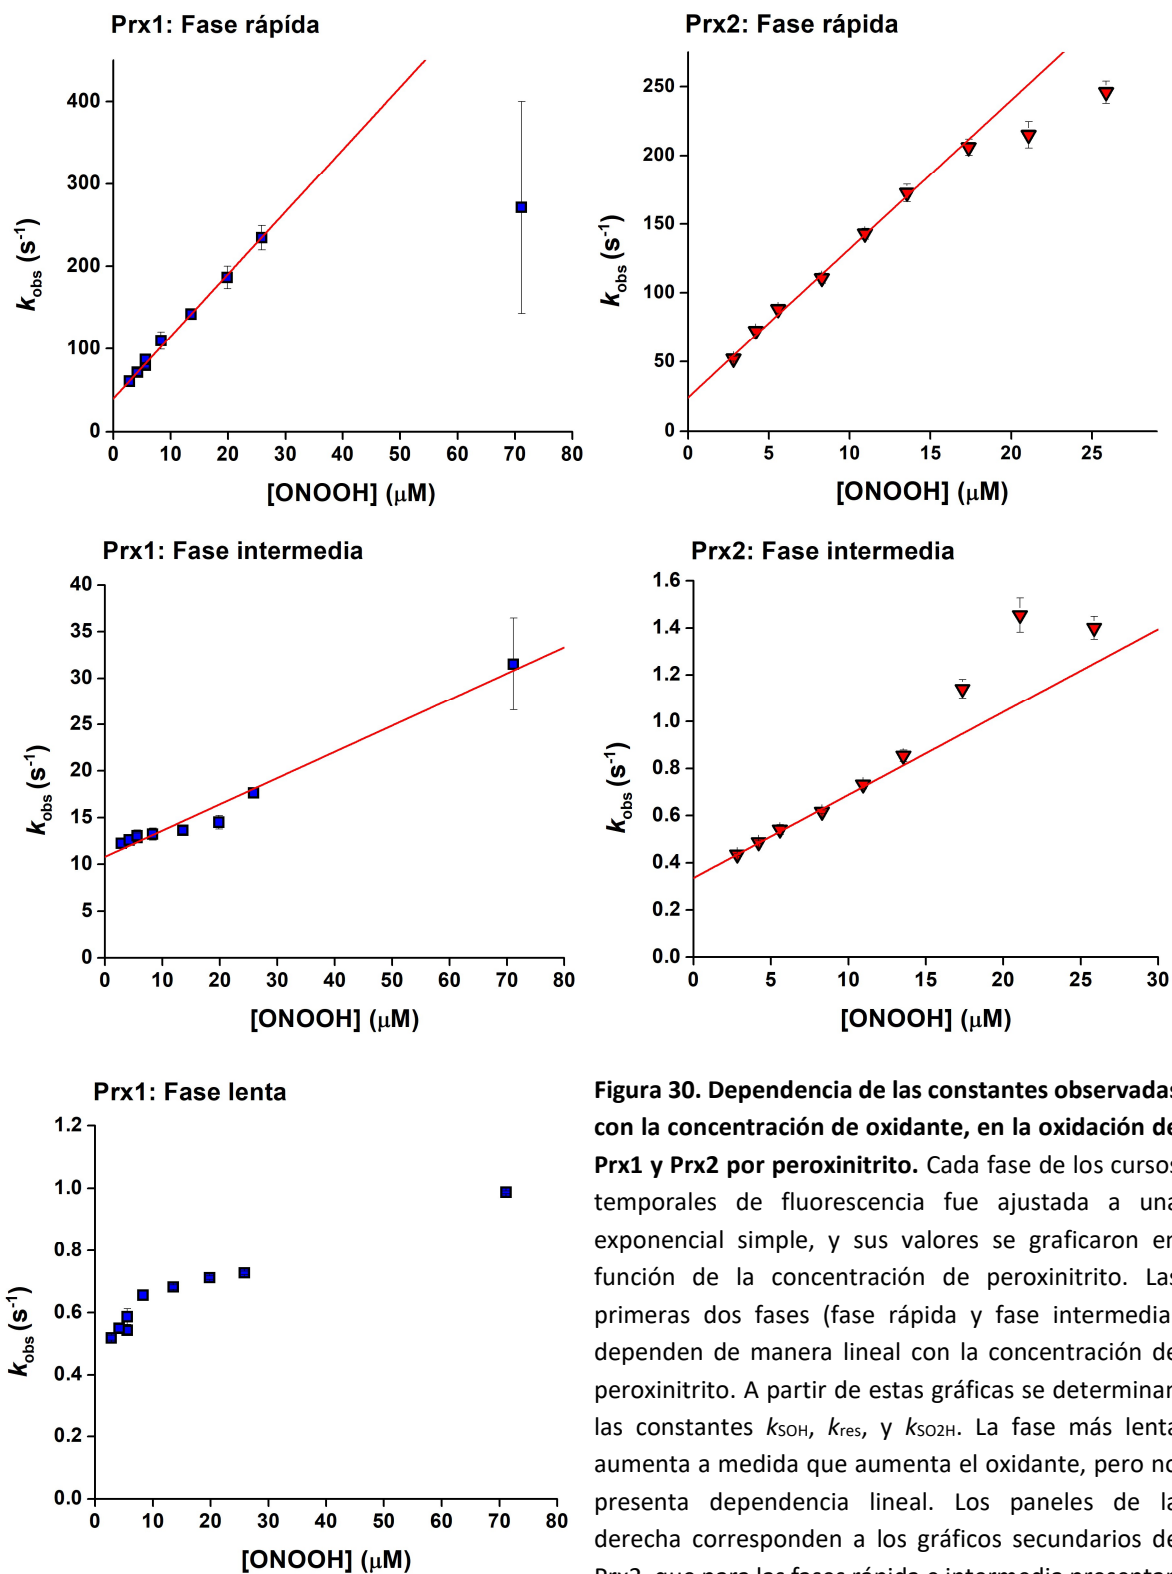 Prx1: Fase rápída
Prx2: Fase rápida
400
300
200
100
0
k_obs (s⁻¹)
0 10 20 30 40 50 60 70 80
[ONOOH] (μM)
250
200
150
100
50
0
k_obs (s⁻¹)
0 5 10 15 20 25
[ONOOH] (μM)
Prx1: Fase intermedia
Prx2: Fase intermedia
40
35
30
25
20
15
10
5
0
k_obs (s⁻¹)
0 10 20 30 40 50 60 70 80
[ONOOH] (μM)
1.6
1.4
1.2
1.0
0.8
0.6
0.4
0.2
0.0
k_obs (s⁻¹)
0 5 10 15 20 25 30
[ONOOH] (μM)
Prx1: Fase lenta
1.2
1.0
0.8
0.6
0.4
0.2
0.0
k_obs (s⁻¹)
0 10 20 30 40 50 60 70 80
[ONOOH] (μM)
Figura 30. Dependencia de las constantes observadas
con la concentración de oxidante, en la oxidación de
Prx1 y Prx2 por peroxinitrito. Cada fase de los cursos
temporales de fluorescencia fue ajustada a una
exponencial simple, y sus valores se graficaron en
función de la concentración de peroxinitrito. Las
primeras dos fases (fase rápida y fase intermedia
dependen de manera lineal con la concentración de
peroxinitrito. A partir de estas gráficas se determinan
las constantes kSOH, kres, y kSO2H. La fase más lenta
aumenta a medida que aumenta el oxidante, pero no
presenta dependencia lineal. Los paneles de la
derecha corresponden a los gráficos secundarios de
Prx2, que para las fases rápida e intermedia presentan